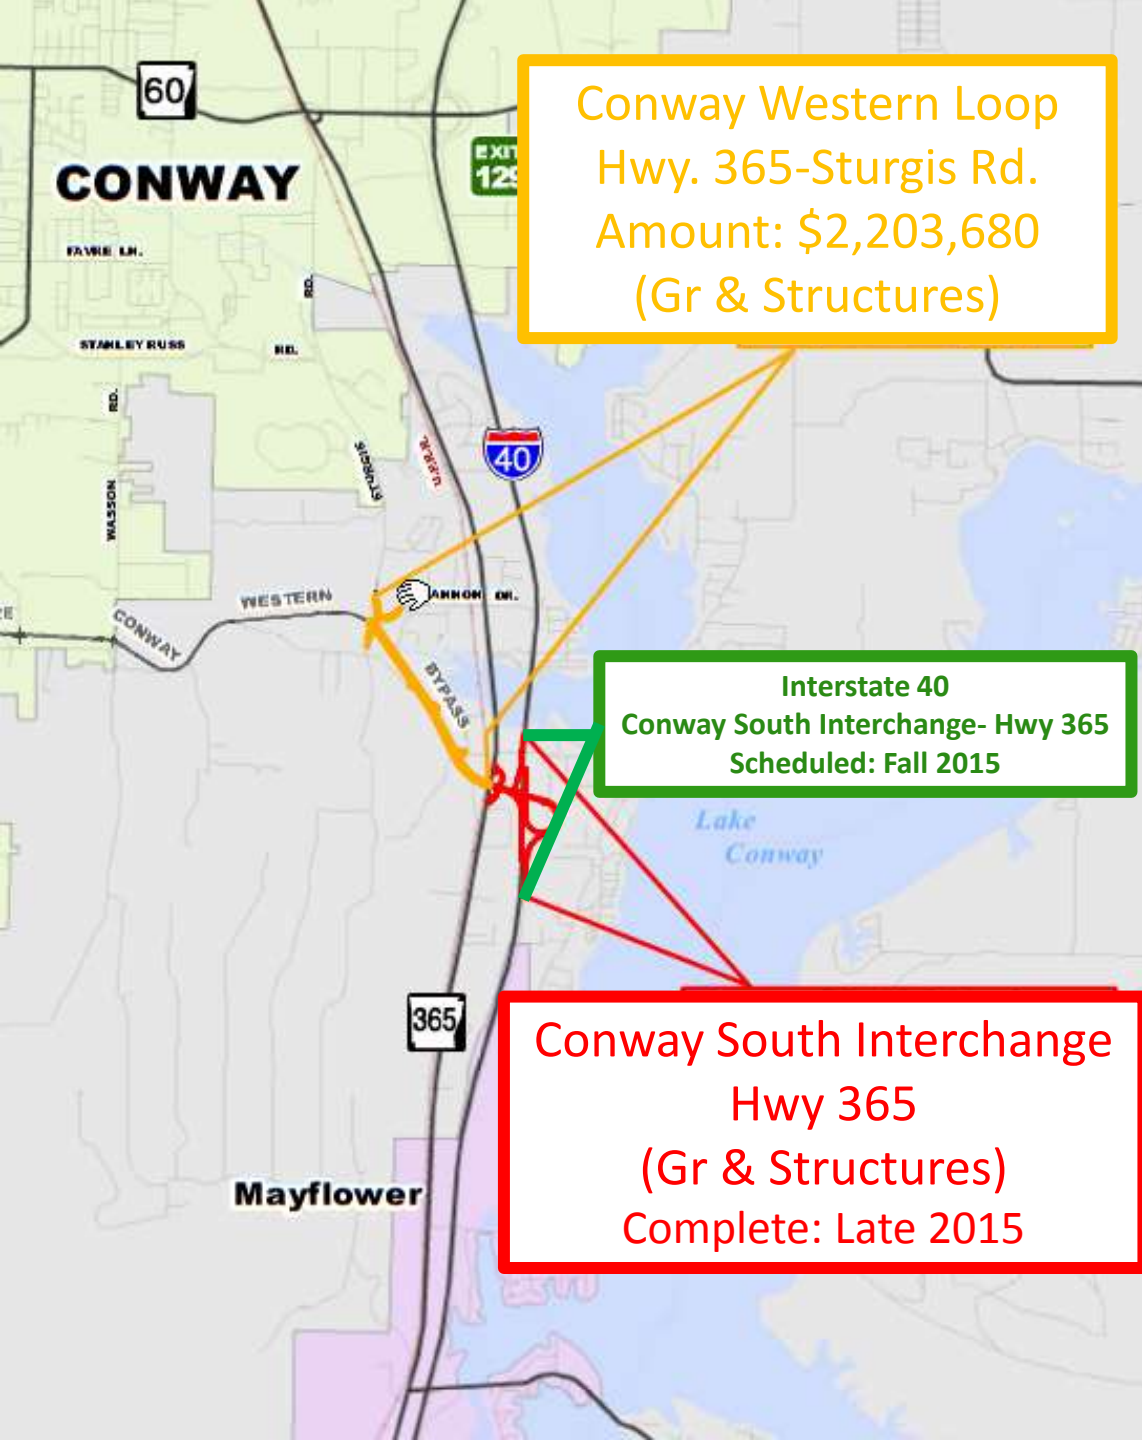 60
CONWAY
EXIT
129
Conway Western Loop
Hwy. 365-Sturgis Rd.
Amount: $2,203,680
(Gr & Structures)
FAVRE LN.
RD.
STANLEY RUSS
RD.
RD.
WASSON
STURGIS
U.P.R.R.
40
WESTERN
CONWAY
BYPASS
DR.
Interstate 40
Conway South Interchange- Hwy 365
Scheduled: Fall 2015
Lake
Conway
365
Conway South Interchange
Hwy 365
(Gr & Structures)
Complete: Late 2015
Mayflower